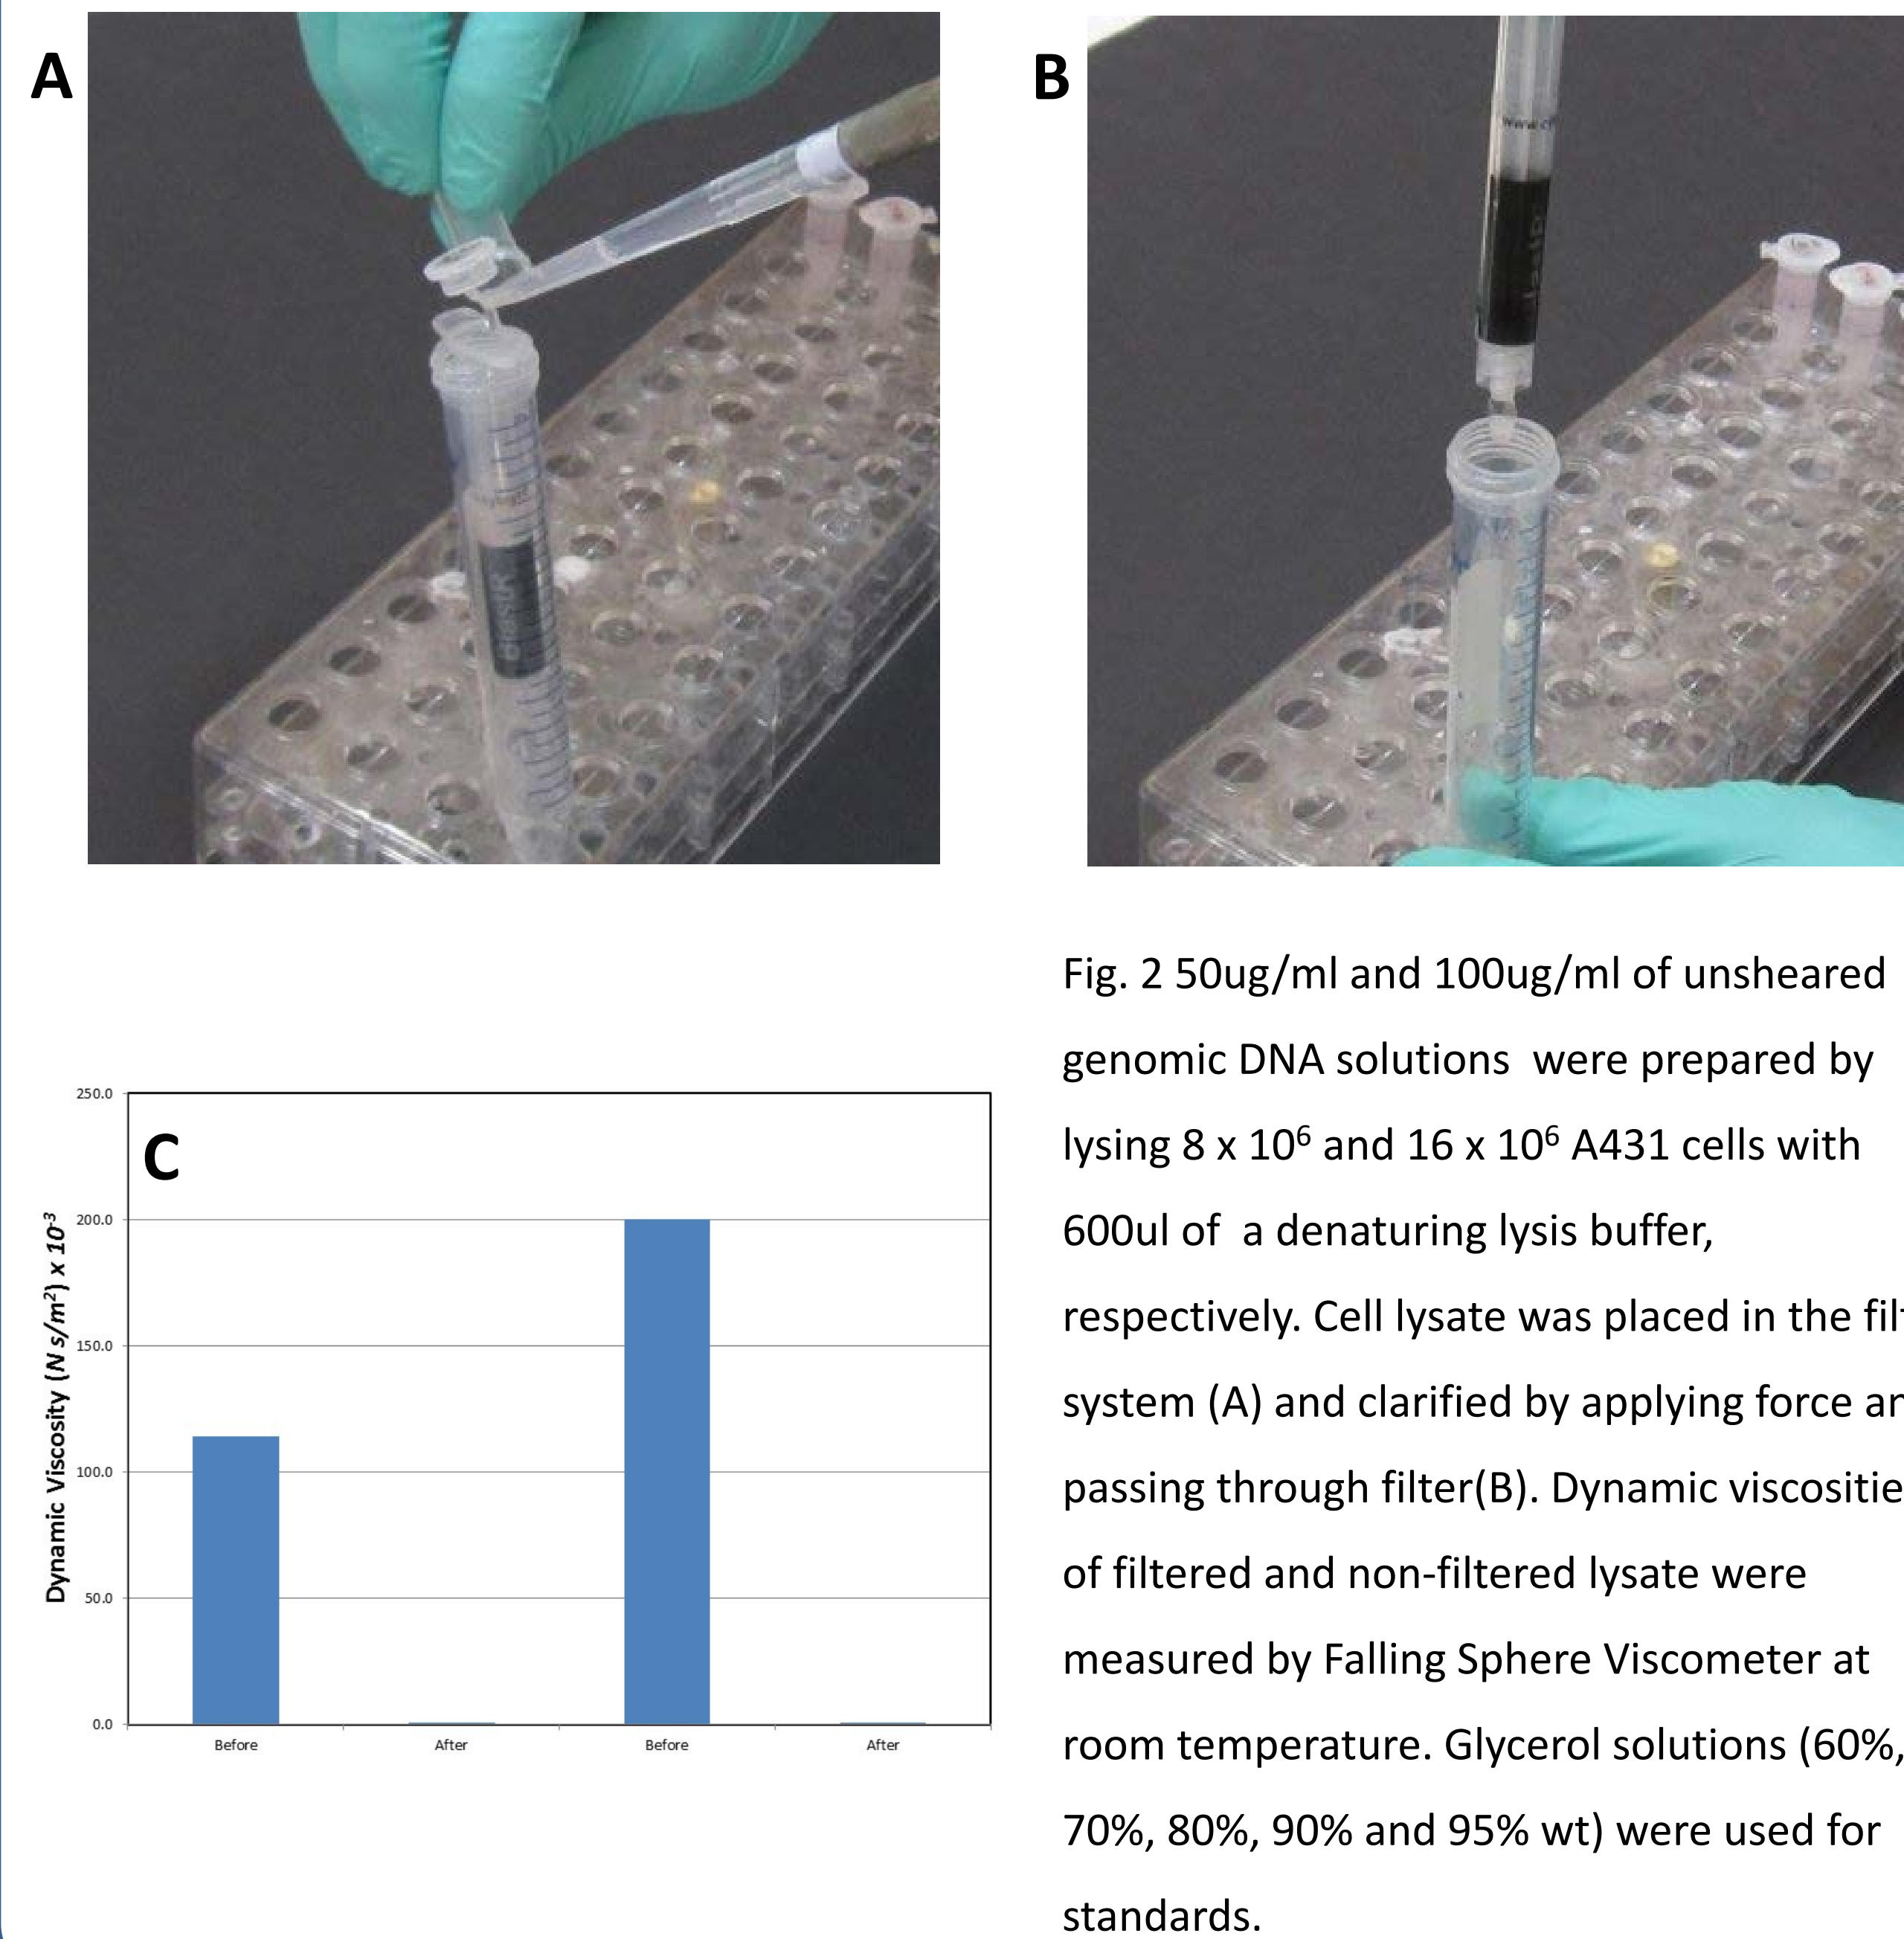 A
B
Fig. 2 50ug/ml and 100ug/ml of unsheared
genomic DNA solutions  were prepared by
lysing 8 x 10⁶ and 16 x 10⁶ A431 cells with
600ul of  a denaturing lysis buffer,
respectively. Cell lysate was placed in the
system (A) and clarified by applying force
passing through filter(B). Dynamic
of filtered and non-filtered lysate were
measured by Falling Sphere Viscometer at
room temperature. Glycerol solutions (60%,
70%, 80%, 90% and 95% wt) were used for
standards.
C
Dynamic Viscosity (N s/m²) x 10⁻³
250.0
200.0
150.0
100.0
50.0
0.0
Before
After
Before
After